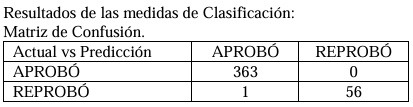 Resultados de las medidas de Clasificación:
Matriz de Confusión.
Actual vs Predicción APROBÓ REPROBÓ
APROBÓ 363 0
REPROBÓ 1 56